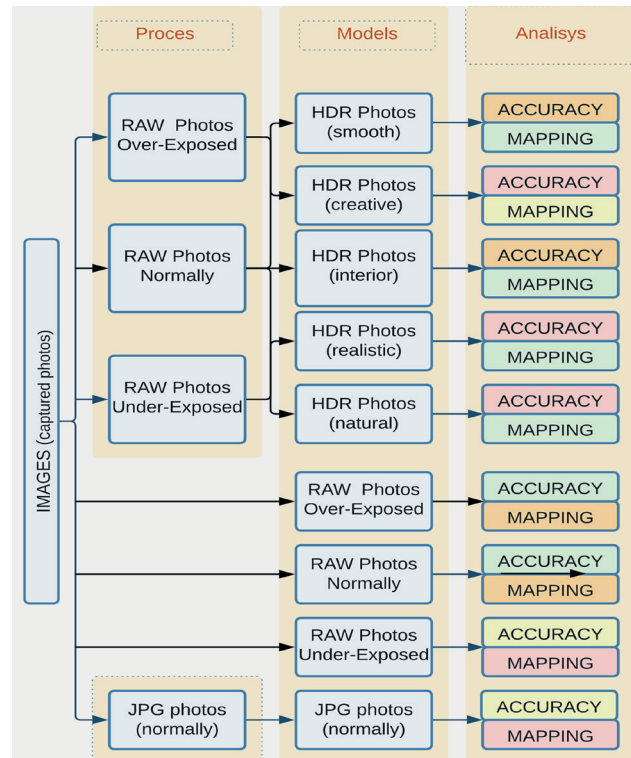 Proces
Models
Analisys
IMAGES (captured photos)
RAW Photos
Over-Exposed
RAW Photos
Normally
RAW Photos
Under-Exposed
HDR Photos
(smooth)
ACCURACY
MAPPING
HDR Photos
(creative)
ACCURACY
MAPPING
HDR Photos
(interior)
ACCURACY
MAPPING
HDR Photos
(realistic)
ACCURACY
MAPPING
HDR Photos
(natural)
ACCURACY
MAPPING
RAW Photos
Over-Exposed
ACCURACY
MAPPING
RAW Photos
Normally
ACCURACY
MAPPING
RAW Photos
Under-Exposed
ACCURACY
MAPPING
JPG photos
(normally)
JPG photos
(normally)
ACCURACY
MAPPING